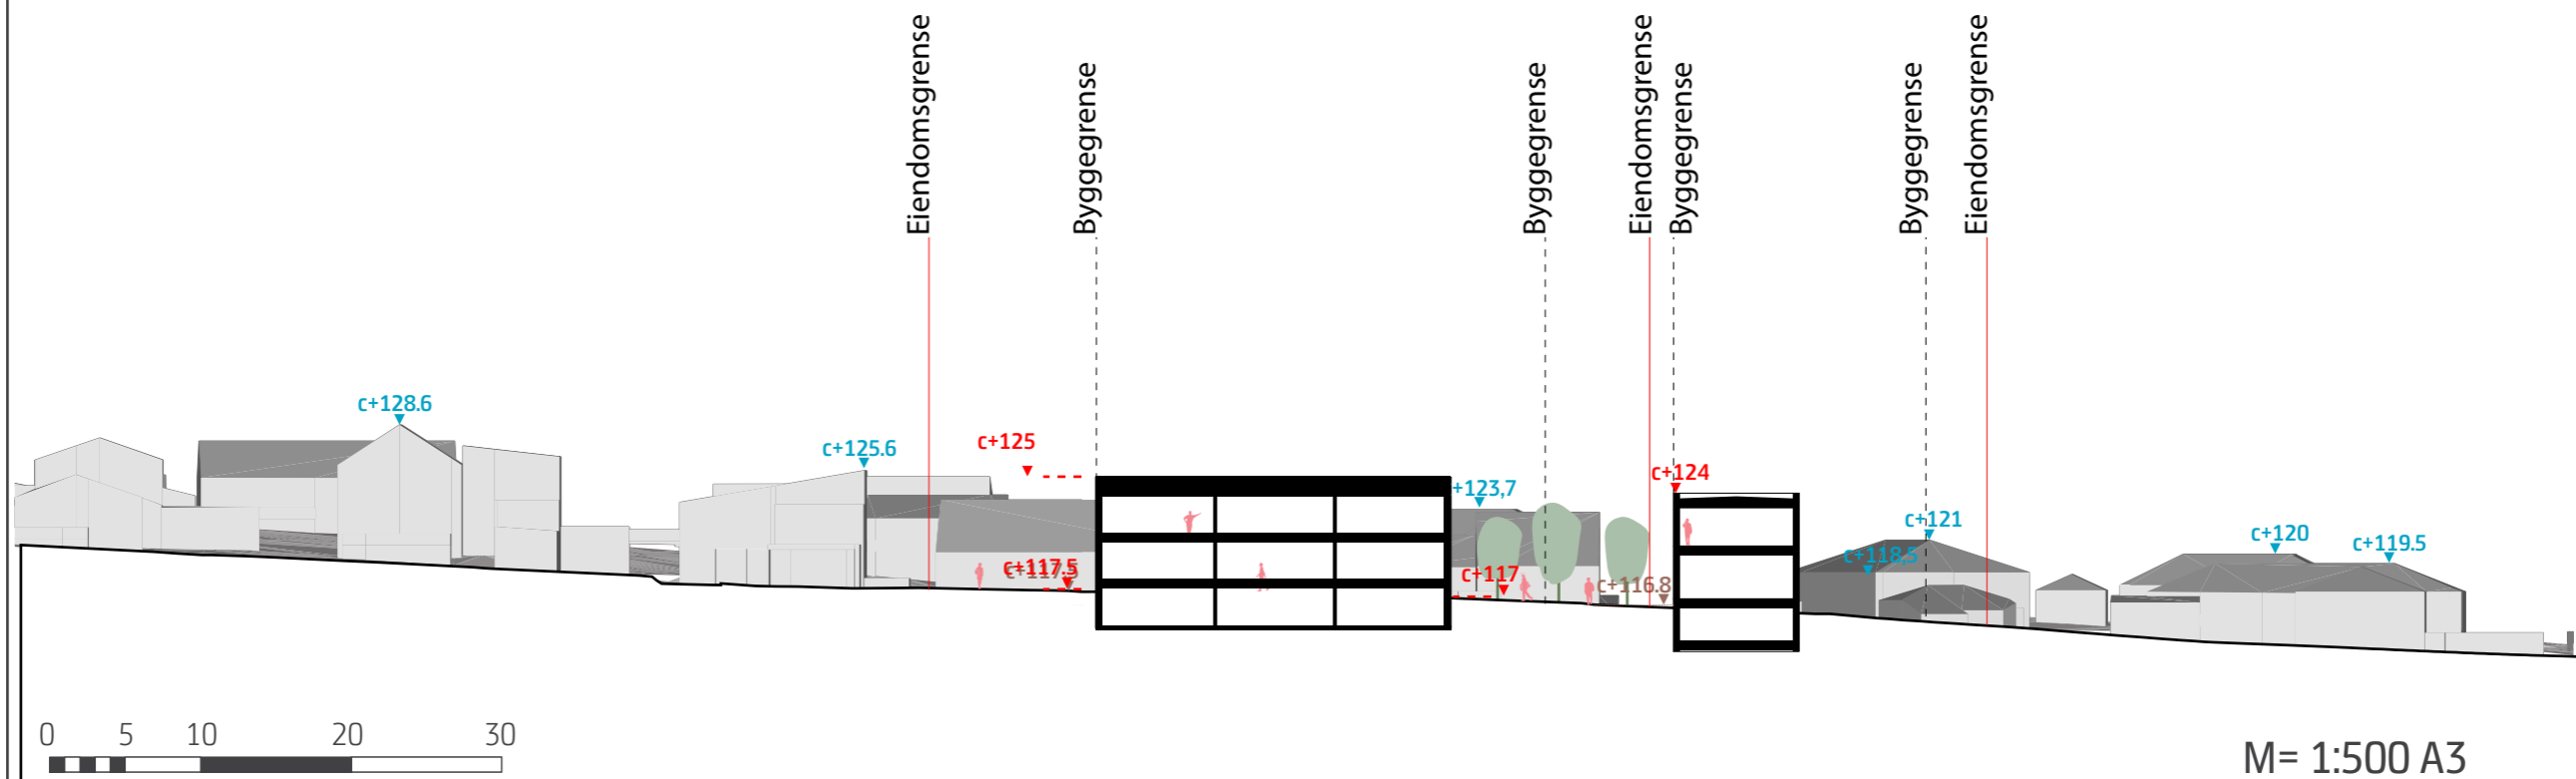 Eiendomsgrense
Byggegrense
Byggegrense
Eiendomsgrense
Byggegrense
Byggegrense
Eiendomsgrense
c+128.6
c+125.6
c+125
c+124
+123,7
c+121
c+118,5
c+120
c+119.5
c+117.5
c+117
c+116.8
0 5 10 20 30
M= 1:500 A3